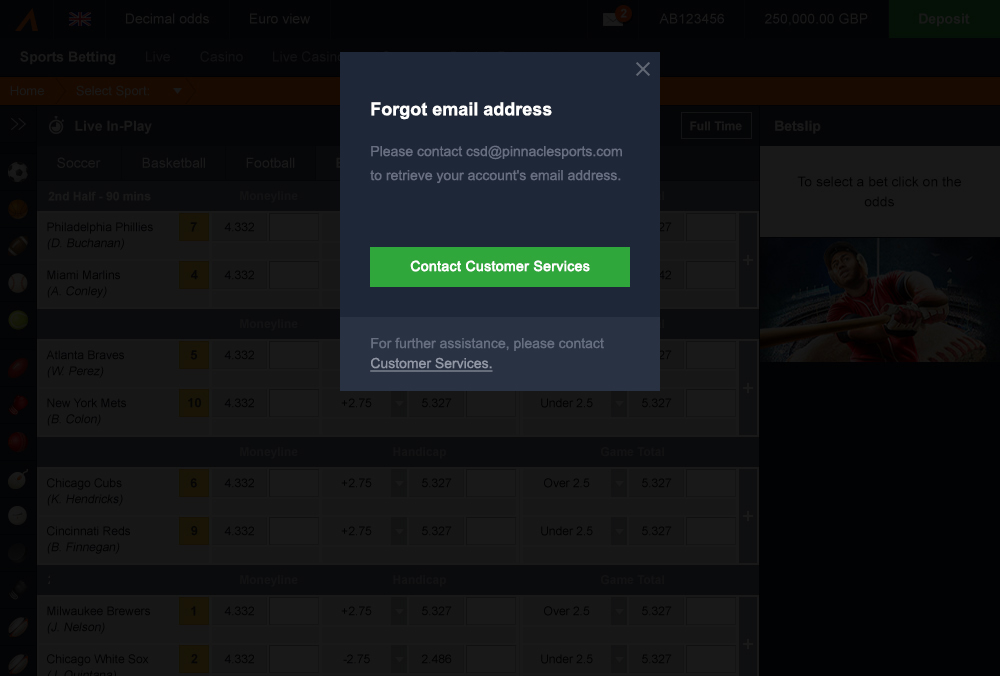 Decimal odds Euro view 2 AB123456 250,000.00 GBP Deposit
Sports Betting Live Casino Live Casin
Home Select Sport.
Live In-Play Full Time Betslip
Soccer Basketball Football
To select a bet click on the
odds
2nd Half - 90 mins Moneyline
Philadelphia Phillies 7 4.332
(D. Buchanan)
Miami Marlins 4 4.332
(A. Conley)
Forgot email address
Please contact csd@pinnaclesports.com
to retrieve your account's email address.
Contact Customer Services
For further assistance, please contact
Customer Services.
Moneyline
Atlanta Braves 5 4.332
(W. Perez)
New York Mets 10 4.332 +2.75 5.327 Under 2.5 5.327
(B. Colon)
Moneyline Handicap Game Total
Chicago Cubs 6 4.332 +2.75 5.327 Over 2.5 5.327
(K. Hendricks)
Cincinnati Reds 9 4.332 +2.75 5.327 Under 2.5 5.327
(B. Finnegan)
: Moneyline Handicap Game Total
Milwaukee Brewers 1 4.332 +2.75 5.327 Over 2.5 5.327
(J. Nelson)
Chicago White Sox 2 4.332 -2.75 2.486 Under 2.5 5.327